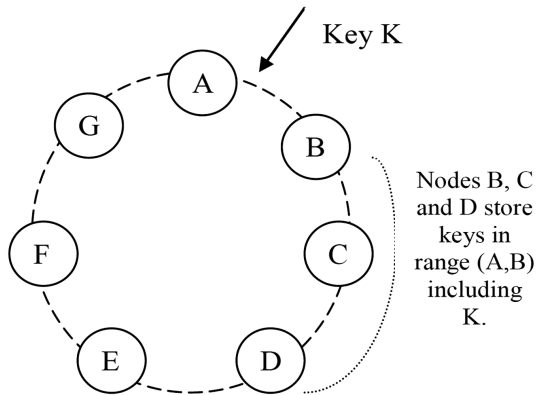 Key K
A
G
B
Nodes B, C
and D store
keys in
range (A,B)
including
K.
F
C
E
D